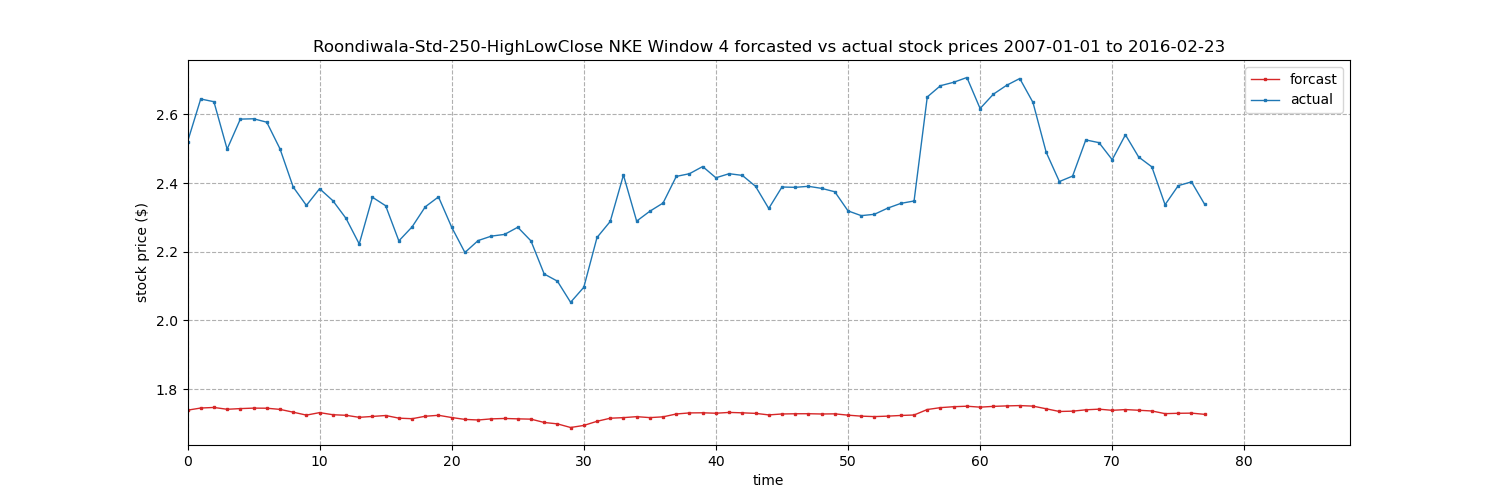 Roondiwala-Std-250-HighLowClose NKE Window 4 forcasted vs actual stock prices 2007-01-01 to 2016-02-23
forcast
actual
stock price ($)
2.6
2.4
2.2
2.0
1.8
0 10 20 30 40 50 60 70 80
time